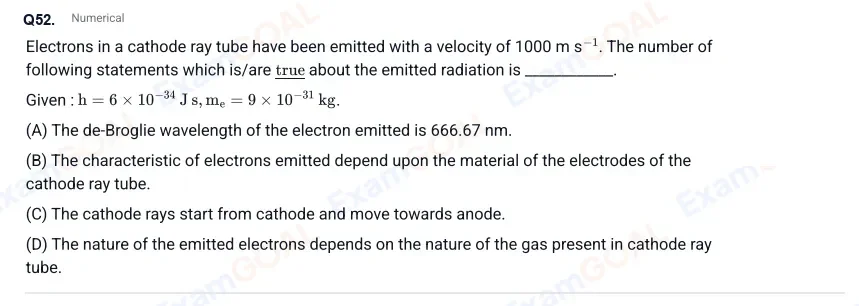 Q52. Numerical
Electrons in a cathode ray tube have been emitted with a velocity of 1000 m s⁻¹. The number of
following statements which is/are true about the emitted radiation is __________.
Given : h = 6 × 10⁻³⁴ J s, mₑ = 9 × 10⁻³¹ kg.
(A) The de-Broglie wavelength of the electron emitted is 666.67 nm.
(B) The characteristic of electrons emitted depend upon the material of the electrodes of the
cathode ray tube.
(C) The cathode rays start from cathode and move towards anode.
(D) The nature of the emitted electrons depends on the nature of the gas present in cathode ray
tube.